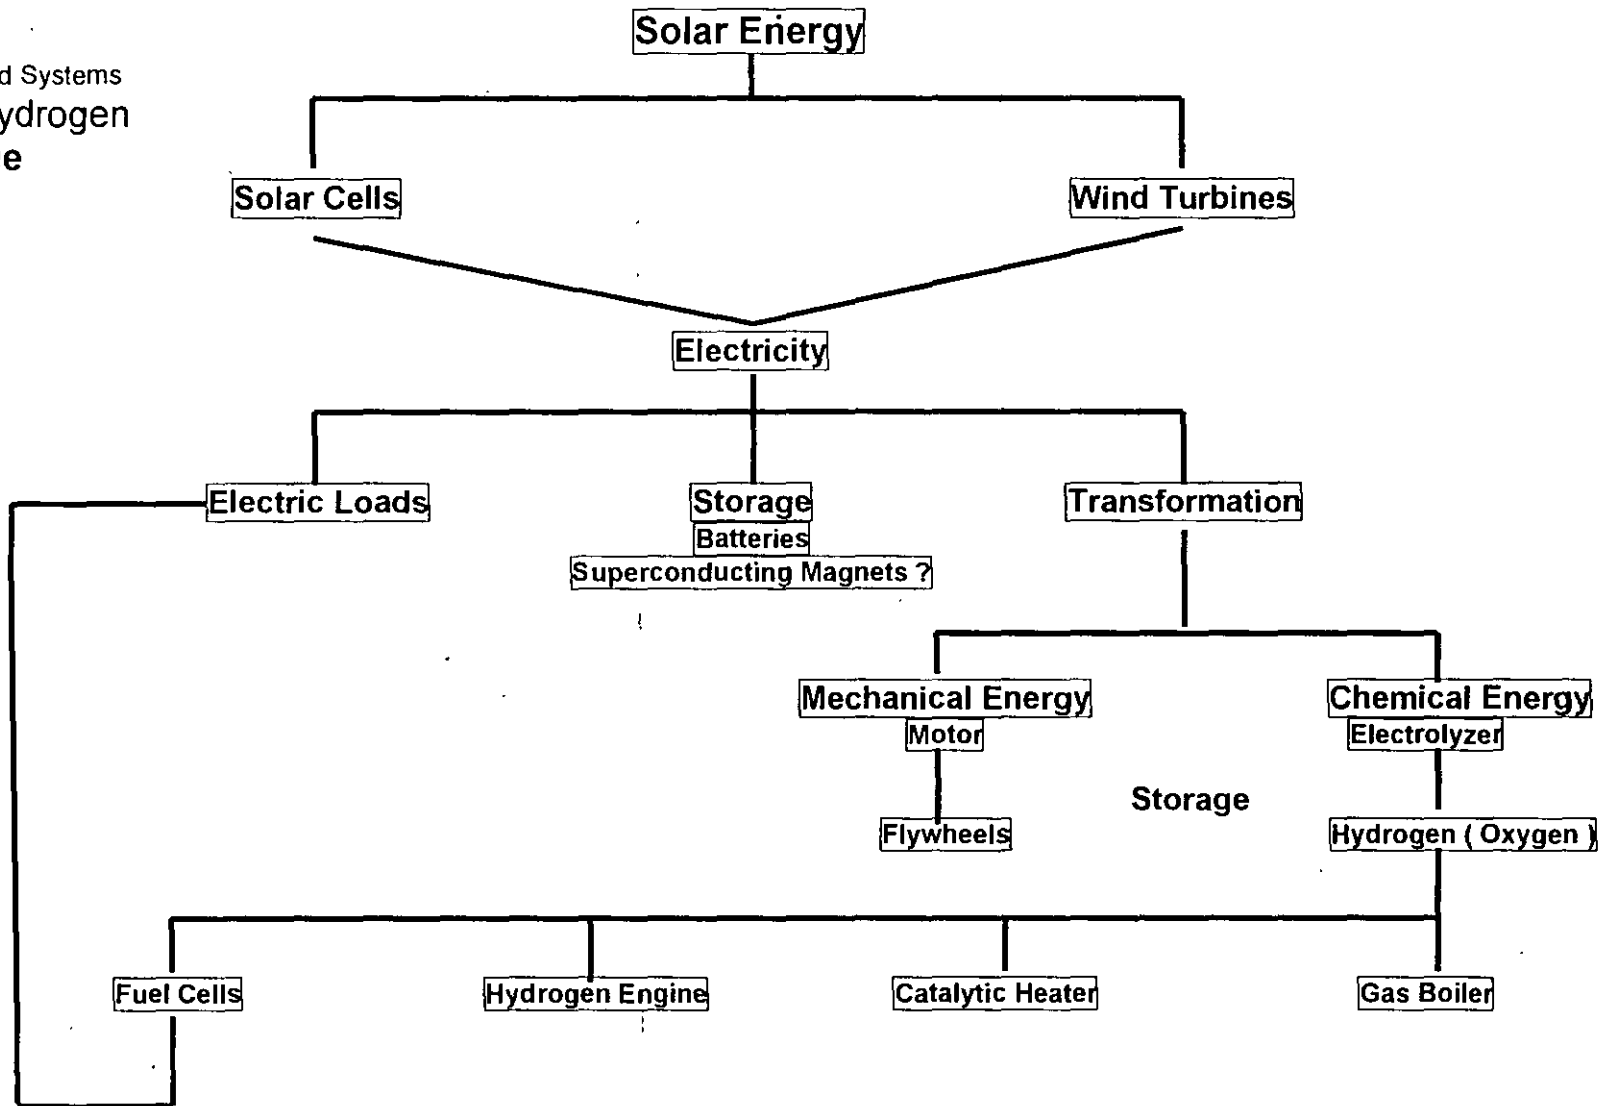 Solar Energy
d Systems
ydrogen
e
Solar Cells
Wind Turbines
Electricity
Electric Loads
Storage
Transformation
Batteries
Superconducting Magnets ?
Mechanical Energy
Chemical Energy
Motor
Electrolyzer
Storage
Flywheels
Hydrogen ( Oxygen )
Fuel Cells
Hydrogen Engine
Catalytic Heater
Gas Boiler